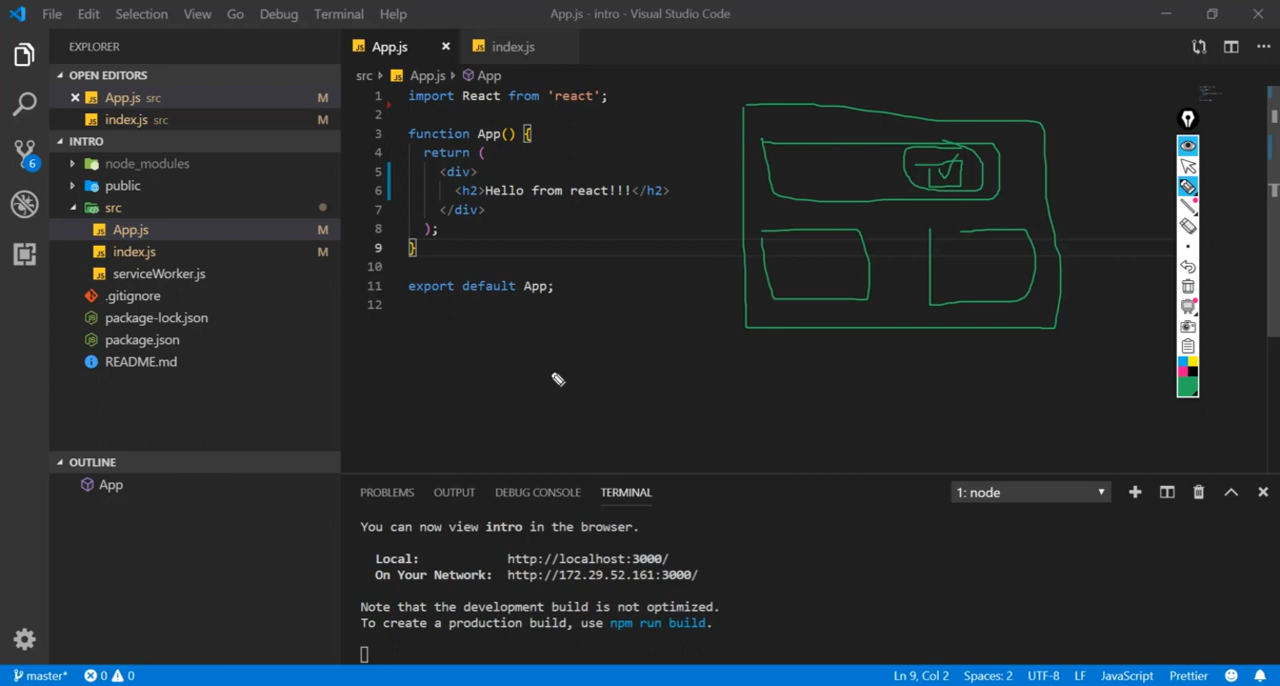 File Edit Selection View Go Debug Terminal Help App.js - intro - Visual Studio Code
EXPLORER
OPEN EDITORS
App.js src M
index.js src M
INTRO
node_modules
public
src
App.js M
index.js M
serviceWorker.js
.gitignore
package-lock.json
package.json
README.md
OUTLINE
App
6
App.js index.js
src App.js App
1 import React from 'react';
2
3 function App() {
4 return (
5 <div>
6 <h2>Hello from react!!!</h2>
7 </div>
8 );
9 }
10
11 export default App;
12
PROBLEMS OUTPUT DEBUG CONSOLE TERMINAL 1: node
You can now view intro in the browser.
Local: http://localhost:3000/
On Your Network: http://172.29.52.161:3000/
Note that the development build is not optimized.
To create a production build, use npm run build.
master* 0 0 Ln 9, Col 2 Spaces: 2 UTF-8 LF JavaScript Prettier